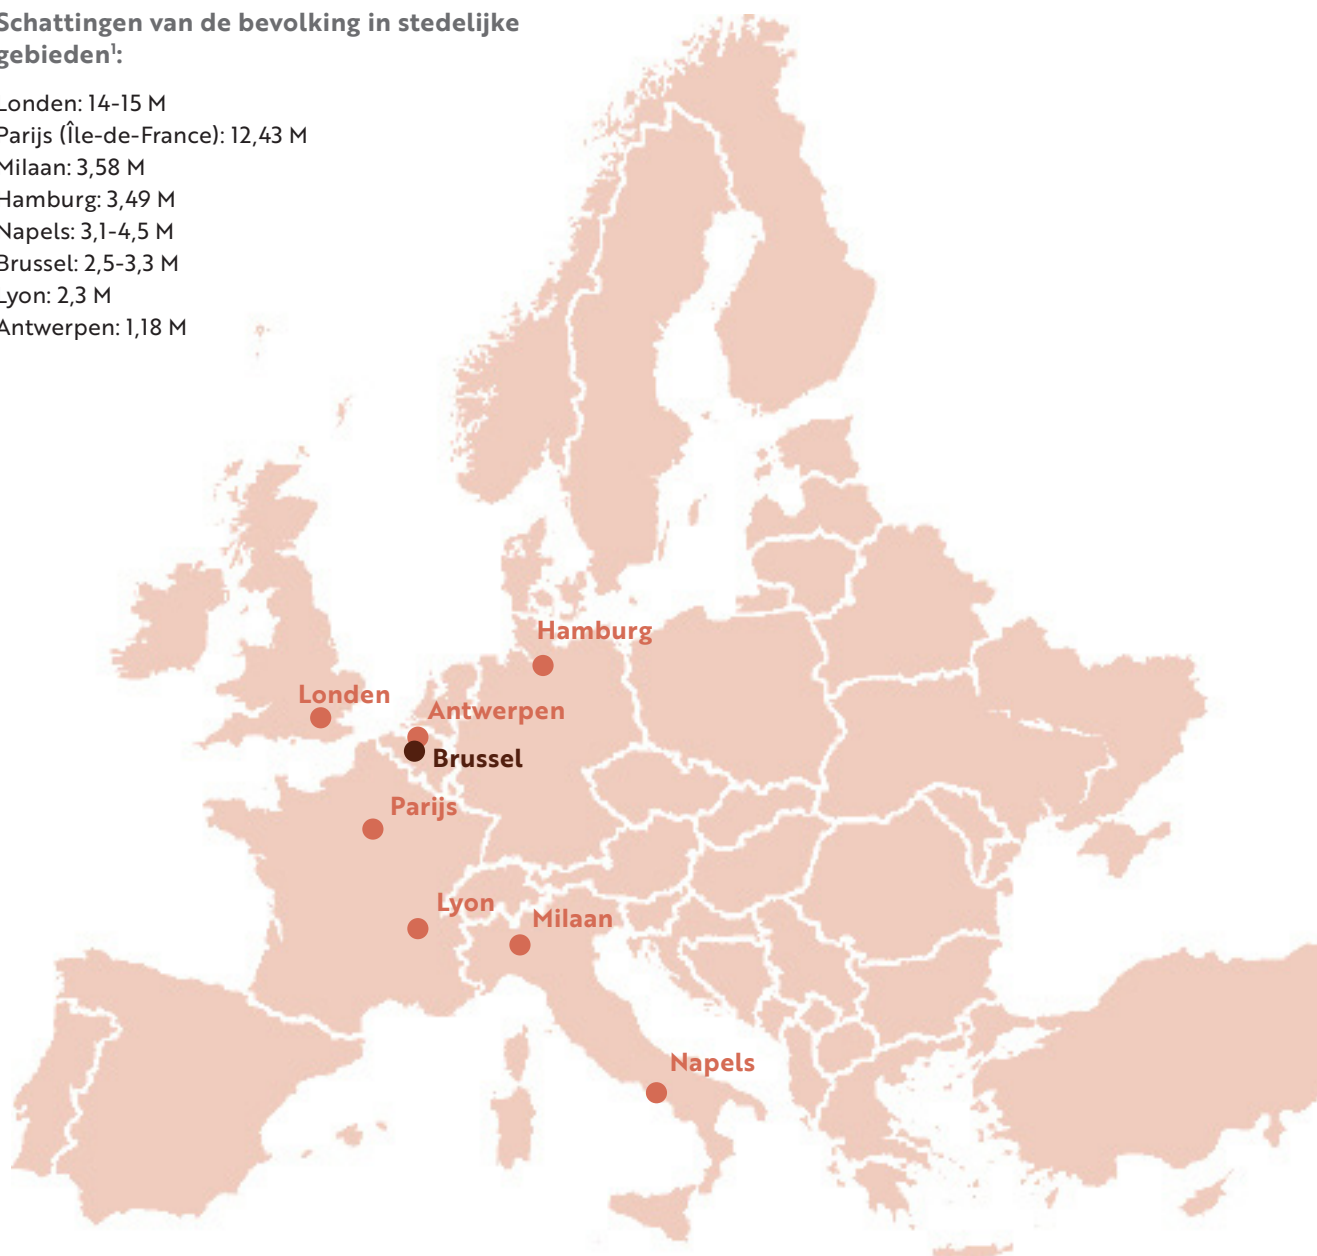 Schattingen van de bevolking in stedelijke
gebieden¹:
Londen: 14-15 M
Parijs (Île-de-France): 12,43 M
Milaan: 3,58 M
Hamburg: 3,49 M
Napels: 3,1-4,5 M
Brussel: 2,5-3,3 M
Lyon: 2,3 M
Antwerpen: 1,18 M
Hamburg
Londen
Antwerpen
Brussel
Parijs
Lyon
Milaan
Napels